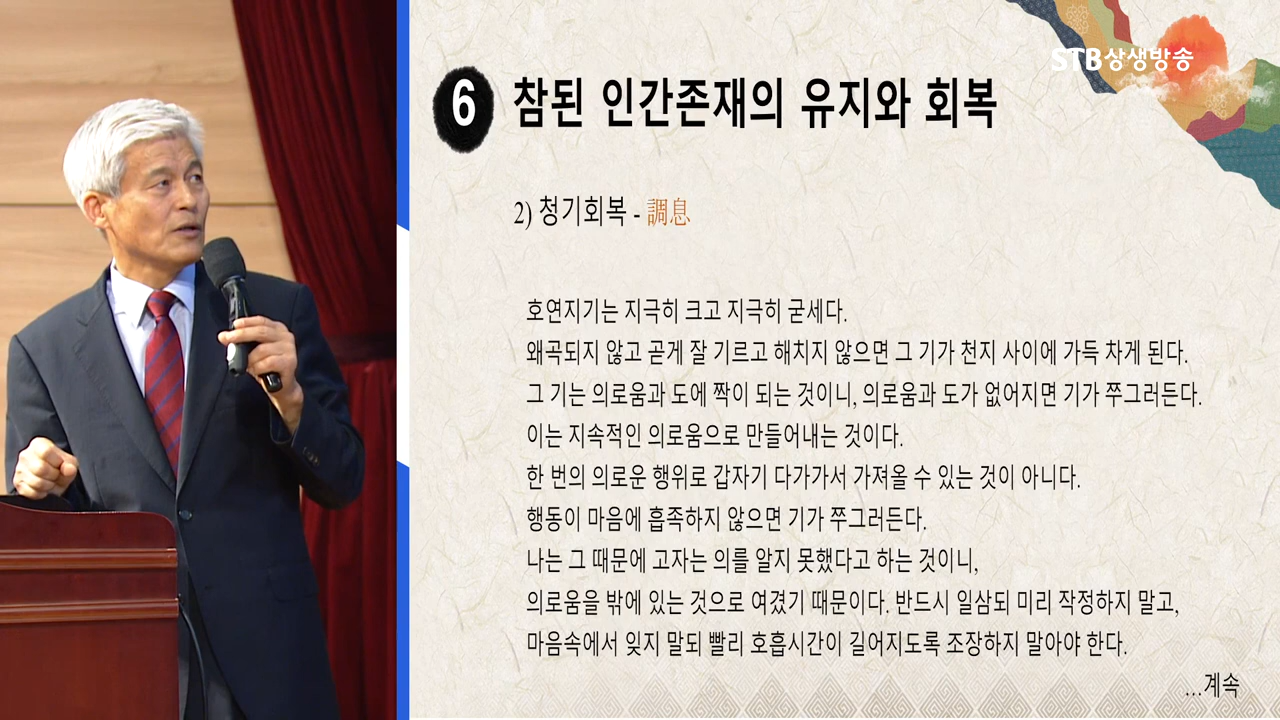 STB상생방송
6 참된 인간존재의 유지와 회복
2) 청기회복 - 調息
호연지기는 지극히 크고 지극히 굳세다.
왜곡되지 않고 곧게 잘 기르고 해치지 않으면 그 기가 천지 사이에 가득 차게 된다.
그 기는 의로움과 도에 짝이 되는 것이니, 의로움과 도가 없어지면 기가 쭈그러든다.
이는 지속적인 의로움으로 만들어내는 것이다.
한 번의 의로운 행위로 갑자기 다가가서 가져올 수 있는 것이 아니다.
행동이 마음에 흡족하지 않으면 기가 쭈그러든다.
나는 그 때문에 고자는 의를 알지 못했다고 하는 것이니,
의로움을 밖에 있는 것으로 여겼기 때문이다. 반드시 일삼되 미리 작정하지 말고,
마음속에서 잊지 말되 빨리 호흡시간이 길어지도록 조장하지 말아야 한다.
...계속